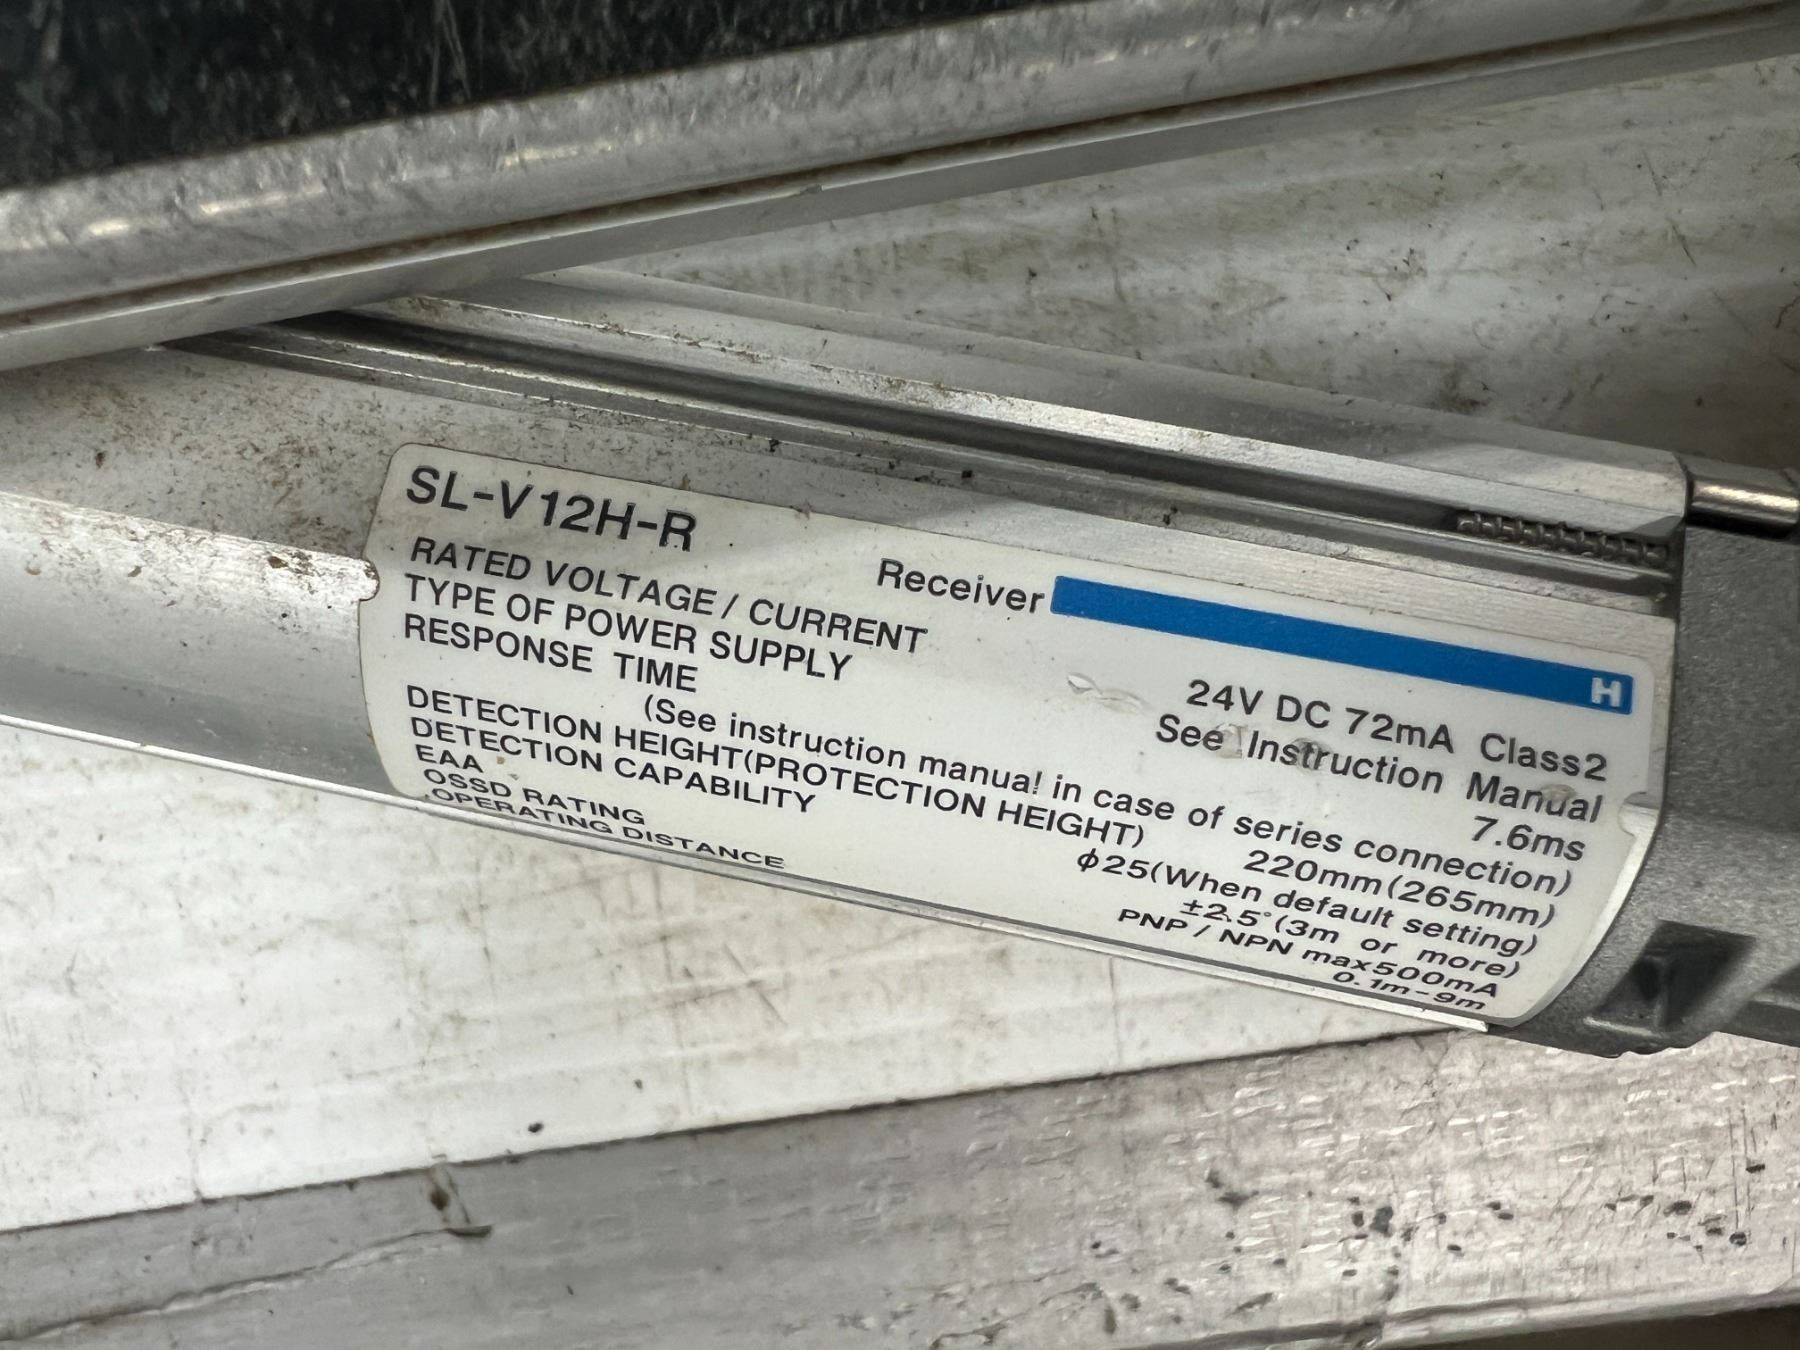 SL-V12H-R
Receiver H
RATED VOLTAGE / CURRENT 24V DC 72mA Class2
TYPE OF POWER SUPPLY See Instruction Manual
RESPONSE TIME 7.6ms
(See instruction manual in case of series connection)
DETECTION HEIGHT(PROTECTION HEIGHT) 220mm(265mm)
DETECTION CAPABILITY ϕ25(When default setting)
EAA ±2.5°(3m or more)
OSSD RATING PNP / NPN max500mA
OPERATING DISTANCE 0.1m-9m